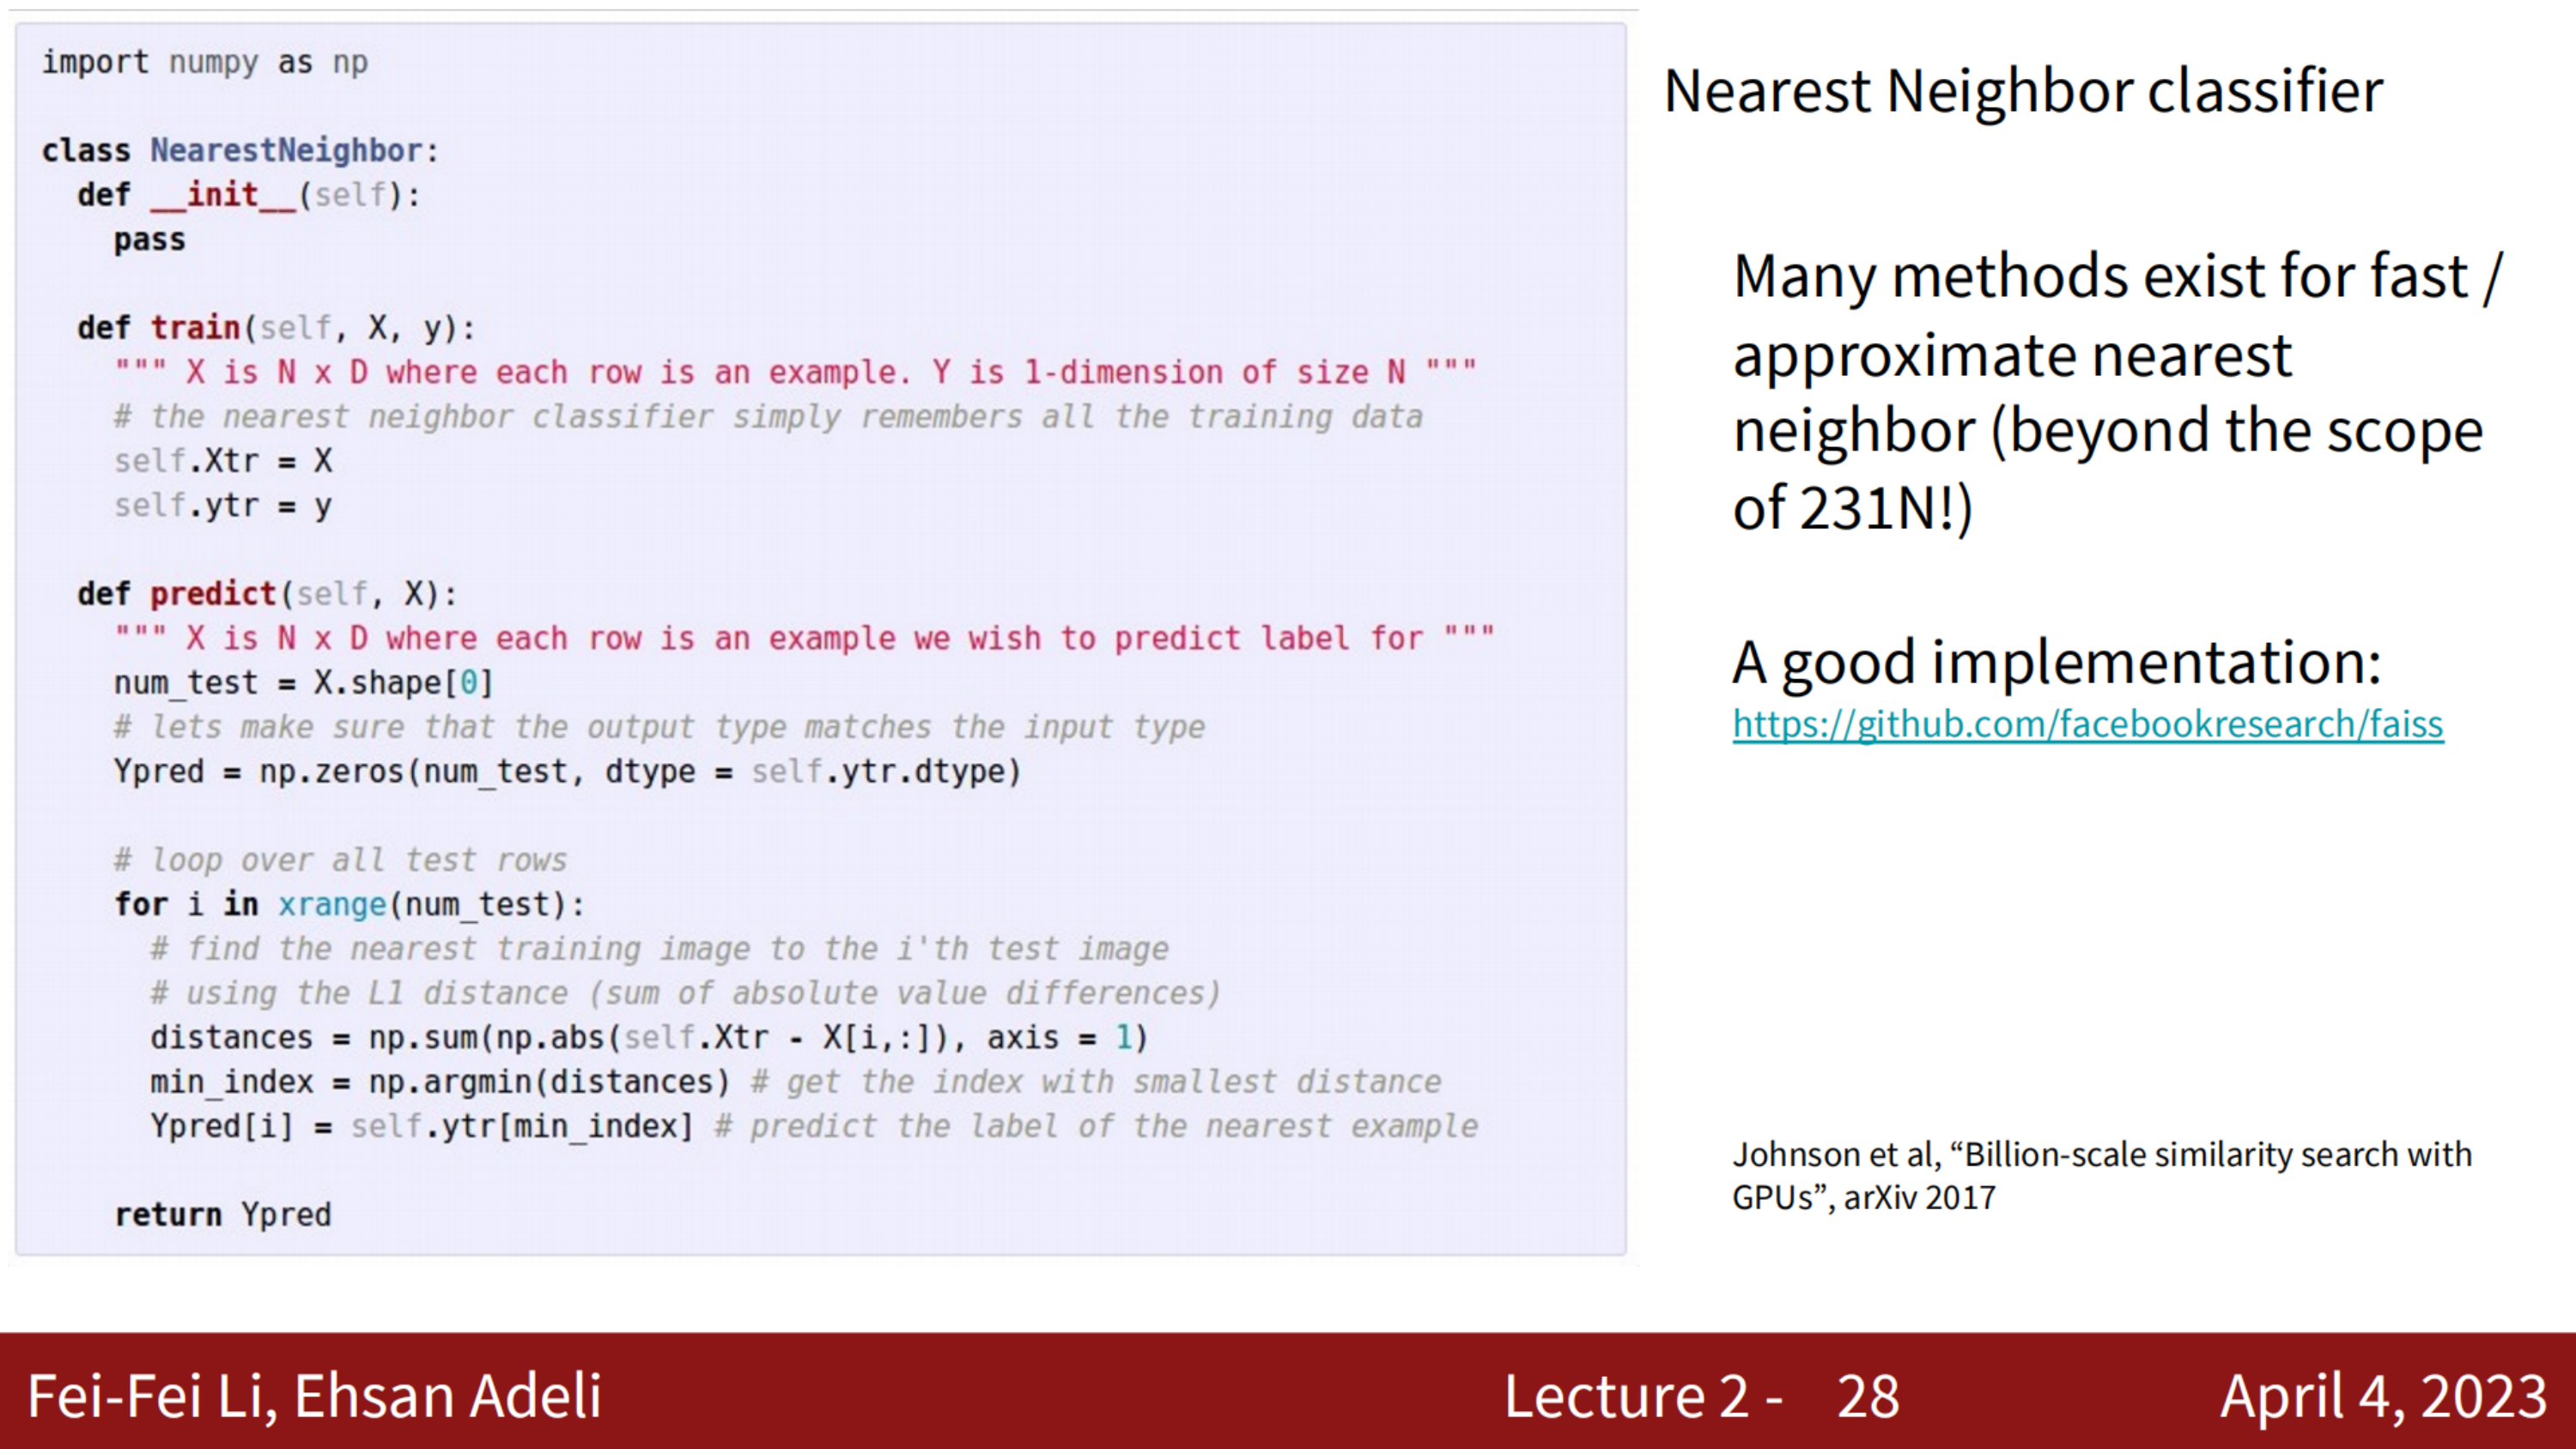 import numpy as np
class NearestNeighbor:
def __init__(self):
pass
def train(self, X, y):
""" X is N x D where each row is an example. Y is 1-dimension of size N """
# the nearest neighbor classifier simply remembers all the training data
self.Xtr = X
self.ytr = y
def predict(self, X):
""" X is N x D where each row is an example we wish to predict label for """
num_test = X.shape[0]
# lets make sure that the output type matches the input type
Ypred = np.zeros(num_test, dtype = self.ytr.dtype)
# loop over all test rows
for i in xrange(num_test):
# find the nearest training image to the i'th test image
# using the L1 distance (sum of absolute value differences)
distances = np.sum(np.abs(self.Xtr - X[i,:]), axis = 1)
min_index = np.argmin(distances) # get the index with smallest distance
Ypred[i] = self.ytr[min_index] # predict the label of the nearest example
return Ypred
Nearest Neighbor classifier
Many methods exist for fast /
approximate nearest
neighbor (beyond the scope
of 231N!)
A good implementation:
https://github.com/facebookresearch/faiss
Johnson et al, “Billion-scale similarity search with
GPUs”, arXiv 2017
Fei-Fei Li, Ehsan Adeli
Lecture 2 - 28
April 4, 2023